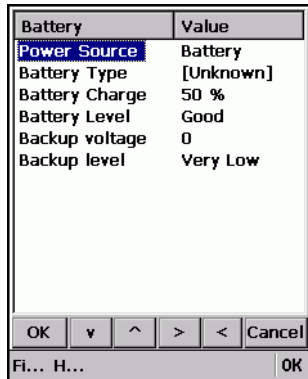 Battery Value
Power Source Battery
Battery Type [Unknown]
Battery Charge 50 %
Battery Level Good
Backup voltage 0
Backup level Very Low
OK v ^ > < Cancel
Fi... H... OK